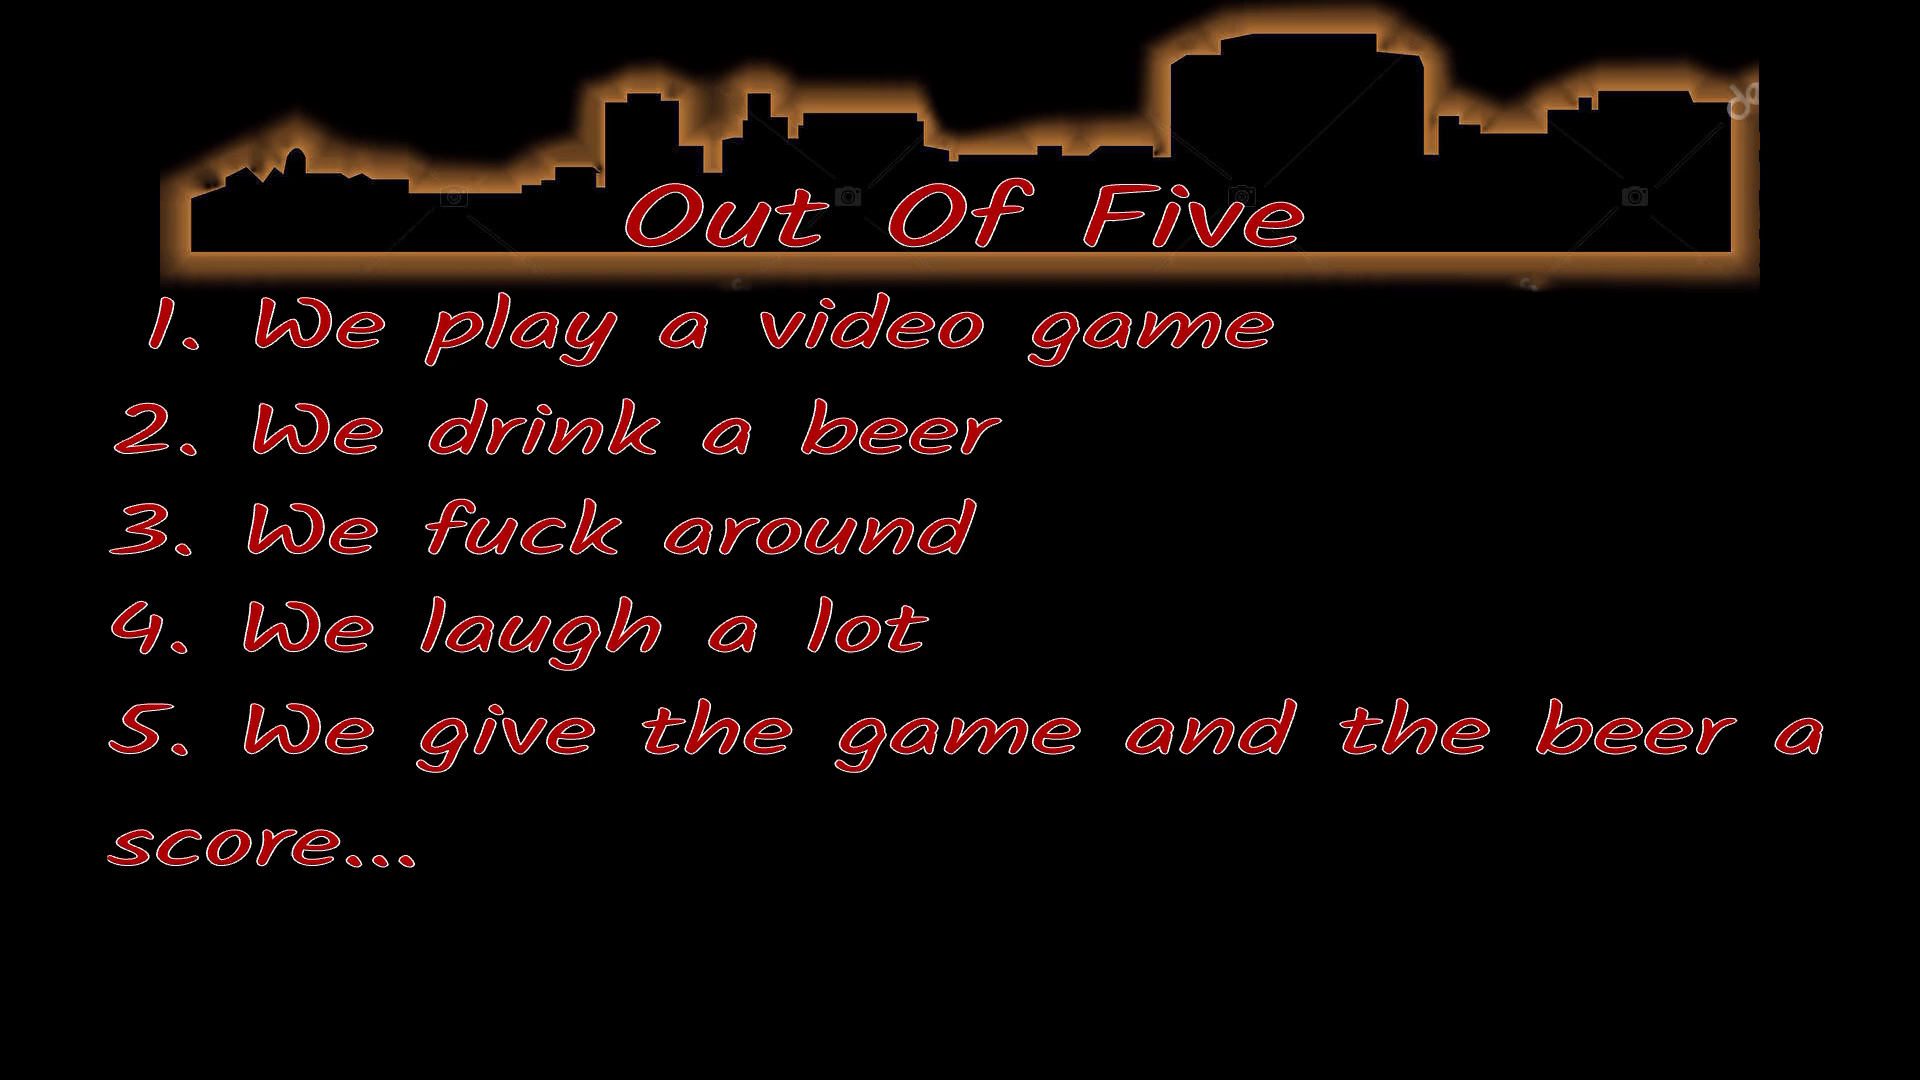 Out Of Five
1. We play a video game
2. We drink a beer
3. We fuck around
4. We laugh a lot
5. We give the game and the beer a
score...